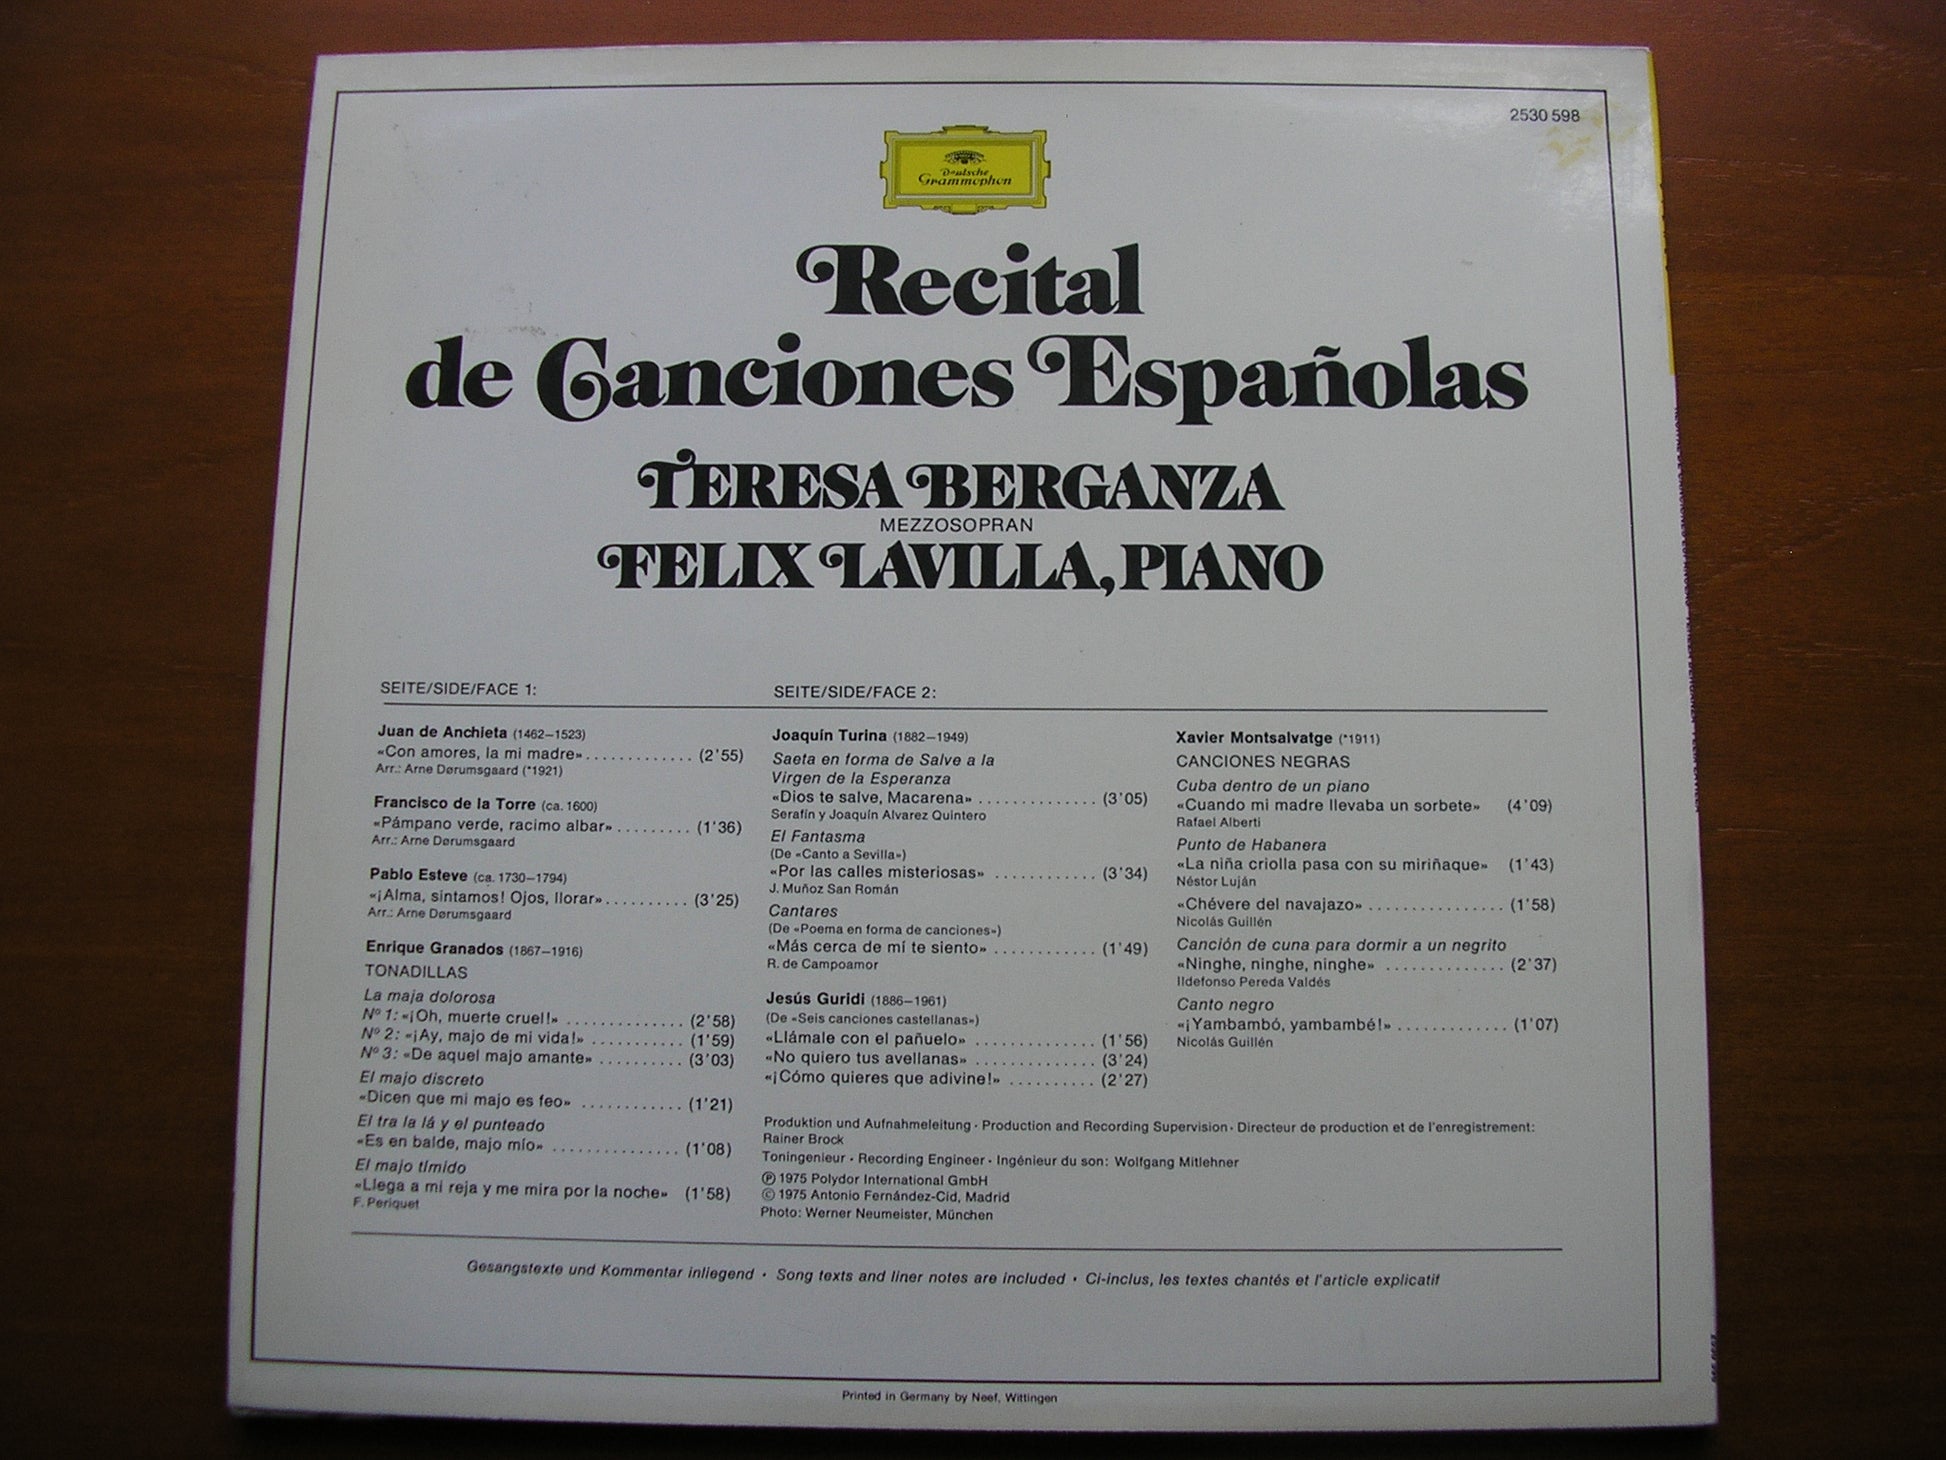 2530 598
Deutsche
Grammophon
Recital
de Canciones Españolas
TERESA BERGANZA
MEZZOSOPRAN
FELIX LAVILLA, PIANO
SEITE/SIDE/FACE 1:
Juan de Anchieta (1462–1523)
«Con amores, la mi madre» ............. (2'55)
Arr.: Arne Dørumsgaard (*1921)
Francisco de la Torre (ca. 1600)
«Pámpano verde, racimo albar» ......... (1'36)
Arr.: Arne Dørumsgaard
Pablo Esteve (ca. 1730–1794)
«¡Alma, sintamos! Ojos, llorar» .......... (3'25)
Arr.: Arne Dørumsgaard
Enrique Granados (1867–1916)
TONADILLAS
La maja dolorosa
Nº 1: «¡Oh, muerte cruel!» .............. (2'58)
Nº 2: «¡Ay, majo de mi vida!» ........... (1'59)
Nº 3: «De aquel majo amante» .......... (3'03)
El majo discreto
«Dicen que mi majo es feo» ............ (1'21)
El tra la lá y el punteado
«Es en balde, majo mío» ............... (1'08)
El majo tímido
«Llega a mi reja y me mira por la noche» (1'58)
F. Periquet
SEITE/SIDE/FACE 2:
Joaquín Turina (1882–1949)
Saeta en forma de Salve a la
Virgen de la Esperanza
«Dios te salve, Macarena» .............. (3'05)
Serafín y Joaquín Alvarez Quintero
El Fantasma
(De «Canto a Sevilla»)
«Por las calles misteriosas» ............ (3'34)
J. Muñoz San Román
Cantares
(De «Poema en forma de canciones»)
«Más cerca de mí te siento» ............ (1'49)
R. de Campoamor
Jesús Guridi (1886–1961)
(De «Seis canciones castellanas»)
«Llámale con el pañuelo» .............. (1'56)
«No quiero tus avellanas» .............. (3'24)
«¡Cómo quieres que adivine!» .......... (2'27)
Xavier Montsalvatge (*1911)
CANCIONES NEGRAS
Cuba dentro de un piano
«Cuando mi madre llevaba un sorbete» (4'09)
Rafael Alberti
Punto de Habanera
«La niña criolla pasa con su miriñaque» (1'43)
Néstor Luján
«Chévere del navajazo» ................ (1'58)
Nicolás Guillén
Canción de cuna para dormir a un negrito
«Ninghe, ninghe, ninghe» .............. (2'37)
Ildefonso Pereda Valdés
Canto negro
«¡Yambambó, yambambé!» ............. (1'07)
Nicolás Guillén
Produktion und Aufnahmeleitung · Production and Recording Supervision · Directeur de production et de l'enregistrement:
Rainer Brock
Toningenieur · Recording Engineer · Ingénieur du son: Wolfgang Mitlehner
℗ 1975 Polydor International GmbH
© 1975 Antonio Fernández-Cid, Madrid
Photo: Werner Neumeister, München
Gesangstexte und Kommentar inliegend · Song texts and liner notes are included · Ci-inclus, les textes chantés et l'article explicatif
Printed in Germany by Neef, Wittingen